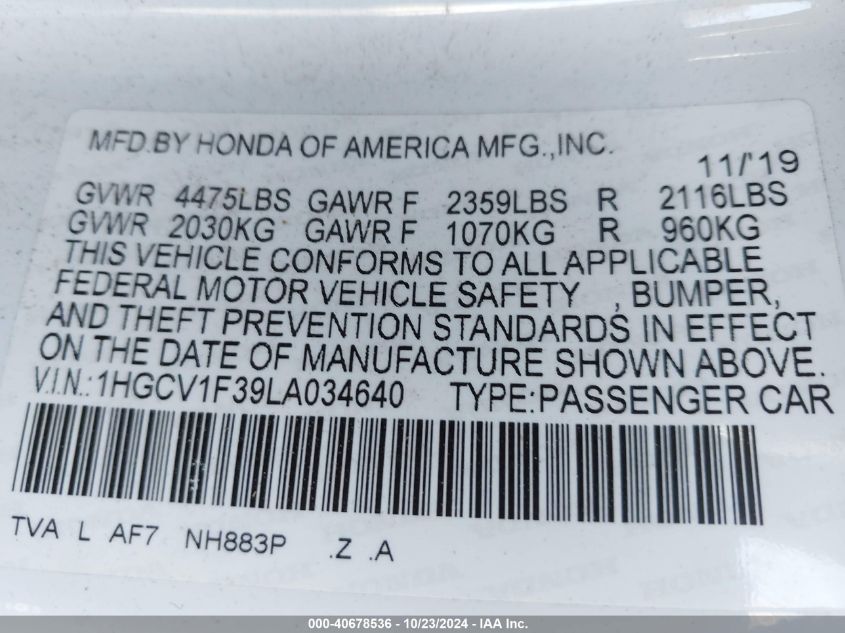 MFD.BY HONDA OF AMERICA MFG.,INC. 11/'19
GVWR 4475LBS GAWR F 2359LBS R 2116LBS
GVWR 2030KG GAWR F 1070KG R 960KG
THIS VEHICLE CONFORMS TO ALL APPLICABLE
FEDERAL MOTOR VEHICLE SAFETY , BUMPER,
AND THEFT PREVENTION STANDARDS IN EFFECT
ON THE DATE OF MANUFACTURE SHOWN ABOVE.
V.I.N.:1HGCV1F39LA034640 TYPE:PASSENGER CAR
TVA L AF7 NH883P .Z .A
000-40678536 - 10/23/2024 - IAA Inc.